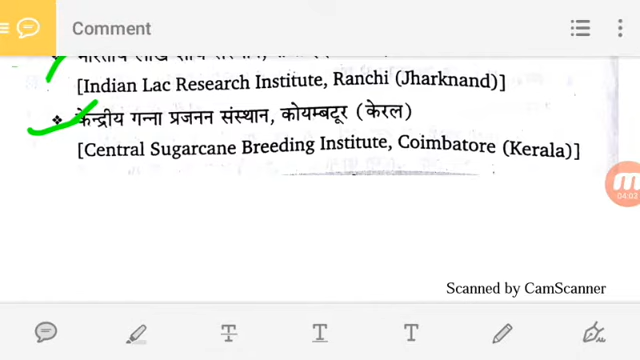 Comment
[Indian Lac Research Institute, Ranchi (Jharknand)]
❖ केन्द्रीय गन्ना प्रजनन संस्थान, कोयम्बटूर (केरल)
[Central Sugarcane Breeding Institute, Coimbatore (Kerala)]
04:02
Scanned by CamScanner
T T T